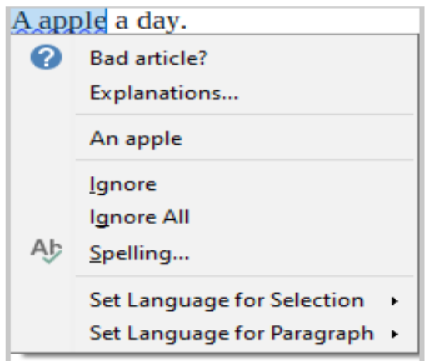 A apple a day.
Bad article?
Explanations...
An apple
Ignore
Ignore All
Spelling...
Set Language for Selection
Set Language for Paragraph